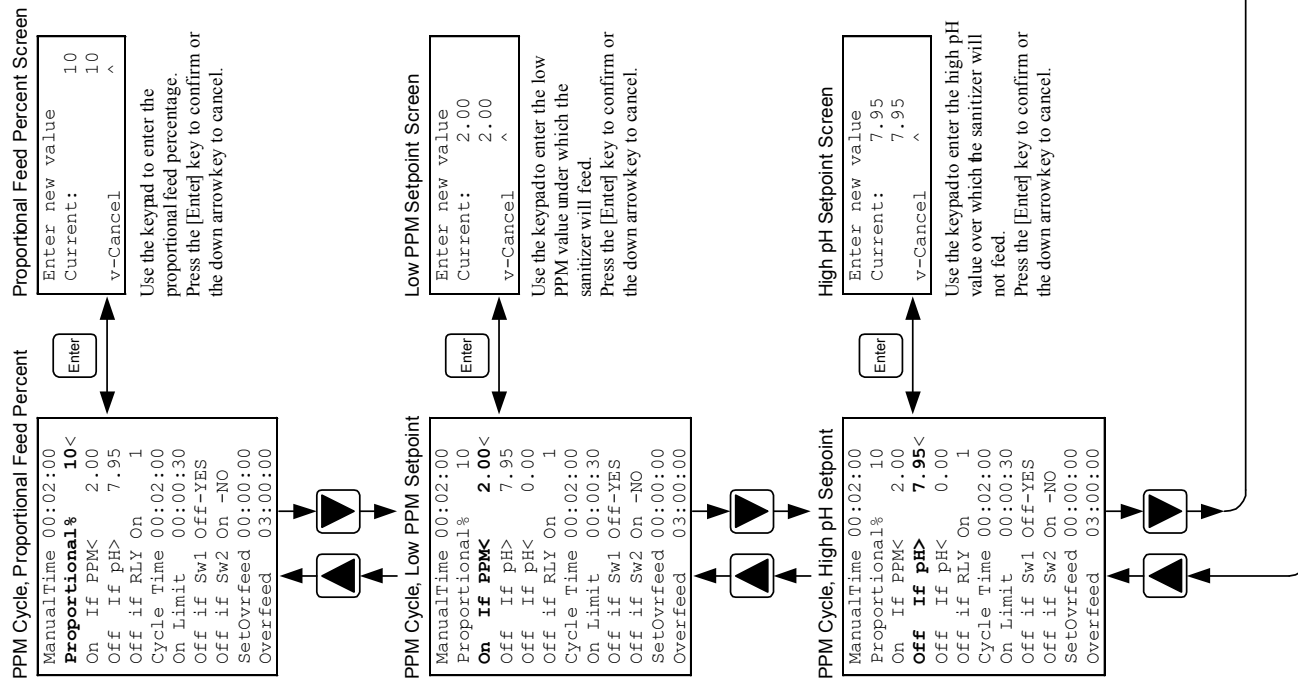 PPM Cycle, Proportional Feed Percent
ManualTime 00:02:00
Proportional% 10<
On If PPM< 2.00
Off If pH> 7.95
Off if RLY On 1
Cycle Time 00:02:00
On Limit 00:00:30
Off if Sw1 Off-YES
Off if Sw2 On -NO
SetOvrfeed 00:00:00
Overfeed 03:00:00
Enter
Proportional Feed Percent Screen
Enter new value
Current: 10
10
v-Cancel ^
Use the keypad to enter the
proportional feed percentage.
Press the [Enter] key to confirm or
the down arrow key to cancel.
PPM Cycle, Low PPM Setpoint
ManualTime 00:02:00
Proportional% 10
On If PPM< 2.00<
Off If pH> 7.95
Off If pH< 0.00
Off if RLY On 1
Cycle Time 00:02:00
On Limit 00:00:30
Off if Sw1 Off-YES
Off if Sw2 On -NO
SetOvrfeed 00:00:00
Overfeed 03:00:00
Enter
Low PPM Setpoint Screen
Enter new value
Current: 2.00
2.00
v-Cancel ^
Use the keypad to enter the low
PPM value under which the
sanitizer will feed.
Press the [Enter] key to confirm or
the down arrow key to cancel.
PPM Cycle, High pH Setpoint
ManualTime 00:02:00
Proportional% 10
On If PPM< 2.00
Off If pH> 7.95<
Off If pH< 0.00
Off if RLY On 1
Cycle Time 00:02:00
On Limit 00:00:30
Off if Sw1 Off-YES
Off if Sw2 On -NO
SetOvrfeed 00:00:00
Overfeed 03:00:00
Enter
High pH Setpoint Screen
Enter new value
Current: 7.95
7.95
v-Cancel ^
Use the keypad to enter the high pH
value over which the sanitizer will
not feed.
Press the [Enter] key to confirm or
the down arrow key to cancel.